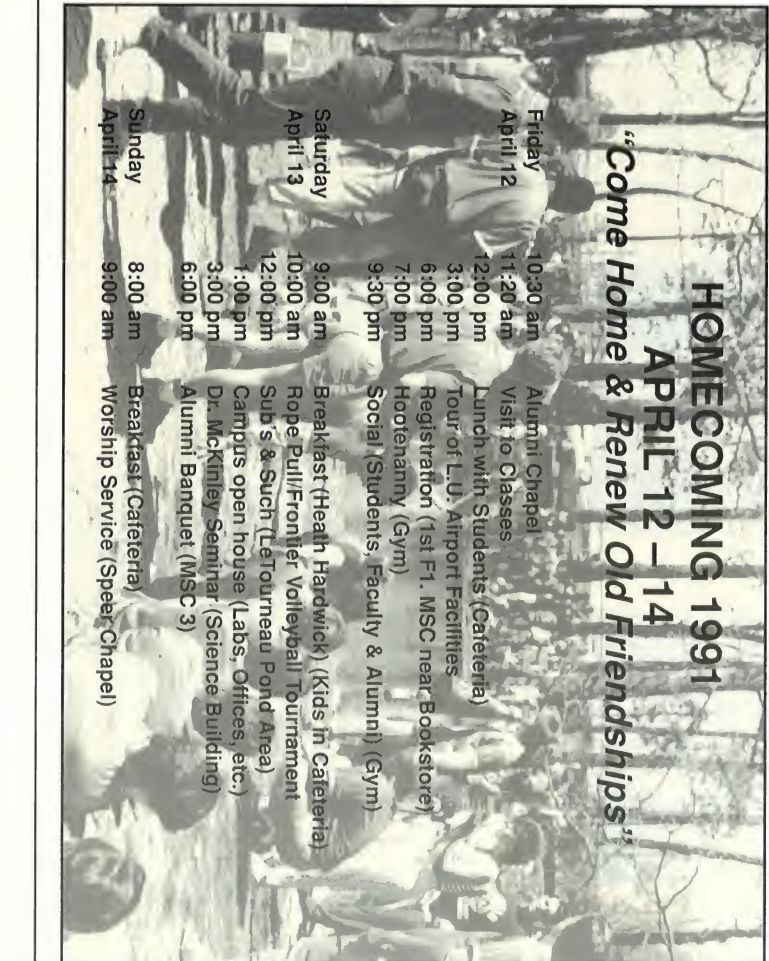 HOMECOMING 1991
APRIL 12 – 14
“Come Home & Renew Old Friendships”
Friday 10:30 am Alumni Chapel
April 12 11:20 am Visit to Classes
12:00 pm Lunch with Students (Cafeteria)
3:00 pm Tour of L.U. Airport Facilities
6:00 pm Registration (1st F1. MSC near Bookstore)
7:00 pm Hootenanny (Gym)
9:30 pm Social (Students, Faculty & Alumni) (Gym)
Saturday 9:00 am Breakfast (Heath Hardwick) (Kids in Cafeteria)
April 13 10:00 am Rope Pull/Frontier Volleyball Tournament
12:00 pm Sub's & Such (LeTourneau Pond Area)
1:00 pm Campus open house (Labs, Offices, etc.)
3:00 pm Dr. McKinley Seminar (Science Building)
6:00 pm Alumni Banquet (MSC 3)
Sunday 8:00 am Breakfast (Cafeteria)
April 14 9:00 am Worship Service (Speer Chapel)